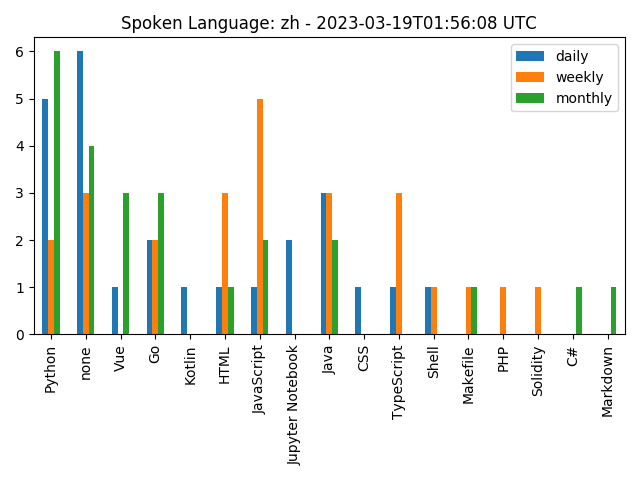 Spoken Language: zh - 2023-03-19T01:56:08 UTC
daily
weekly
monthly
6
5
4
3
2
1
0
Python
none
Vue
Go
Kotlin
HTML
JavaScript
Jupyter Notebook
Java
CSS
TypeScript
Shell
Makefile
PHP
Solidity
C#
Markdown